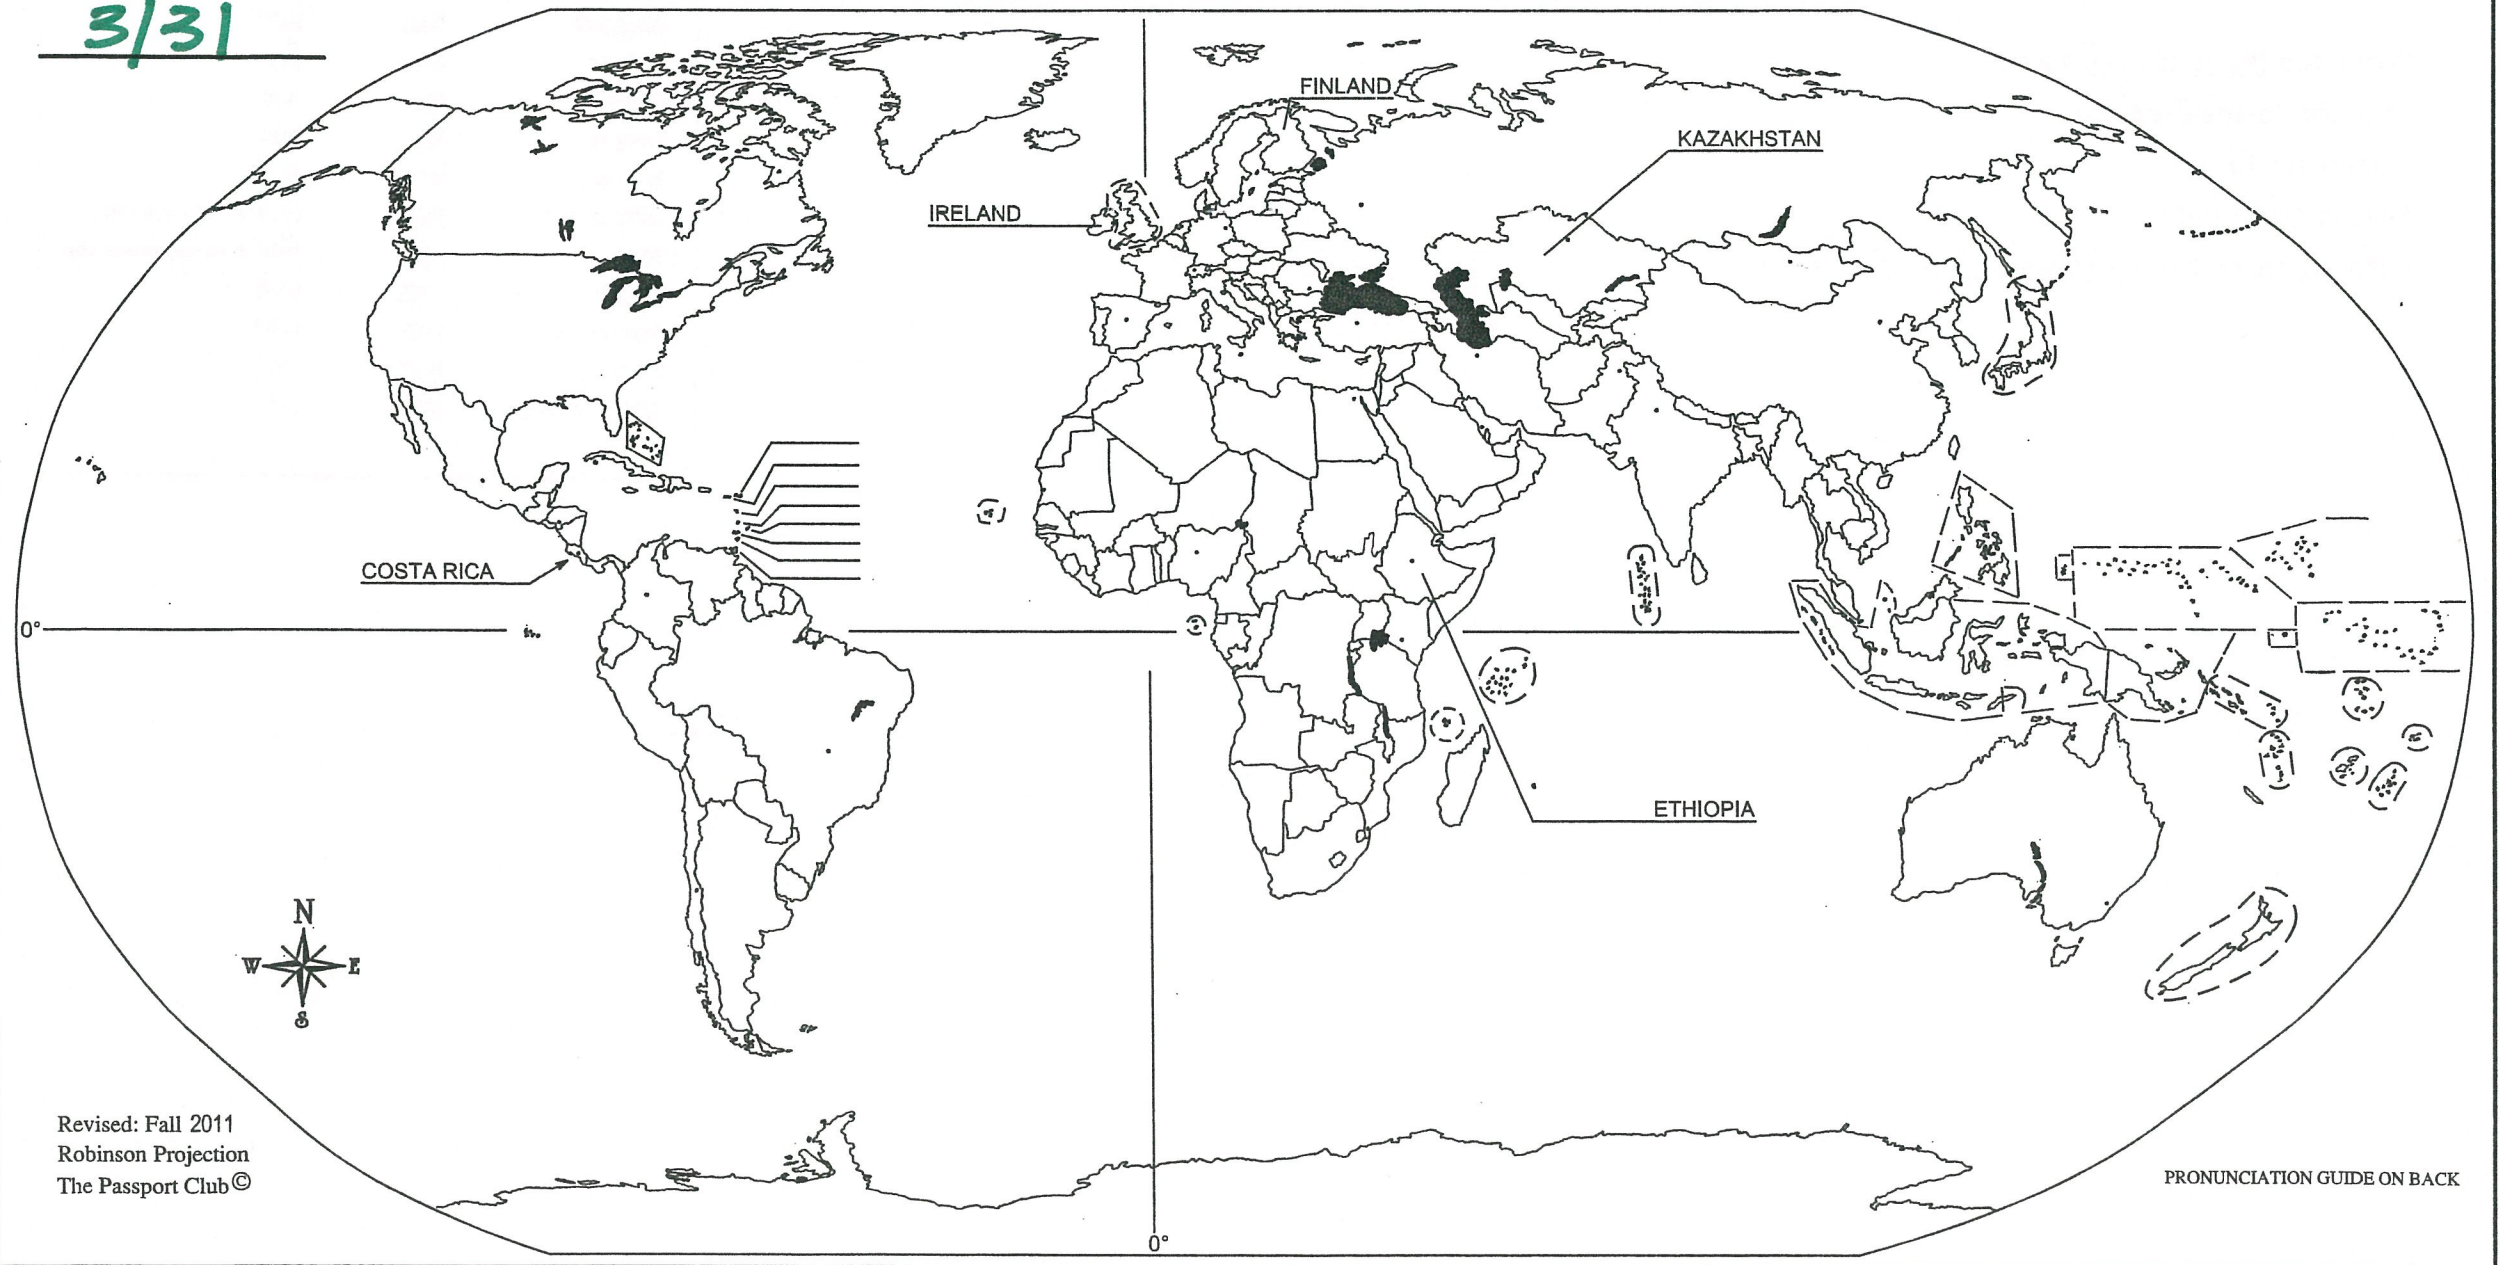 3/31
FINLAND
KAZAKHSTAN
IRELAND
COSTA RICA
0°
ETHIOPIA
N
W E
S
Revised: Fall 2011
Robinson Projection
The Passport Club©
PRONUNCIATION GUIDE ON BACK
0°